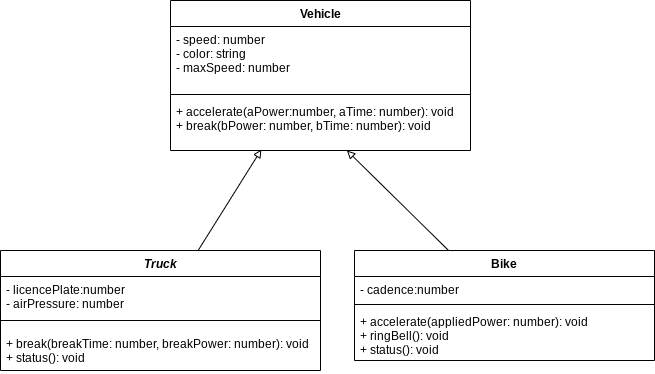 Vehicle
- speed: number
- color: string
- maxSpeed: number
+ accelerate(aPower:number, aTime: number): void
+ break(bPower: number, bTime: number): void
Truck
- licencePlate:number
- airPressure: number
+ break(breakTime: number, breakPower: number): void
+ status(): void
Bike
- cadence:number
+ accelerate(appliedPower: number): void
+ ringBell(): void
+ status(): void